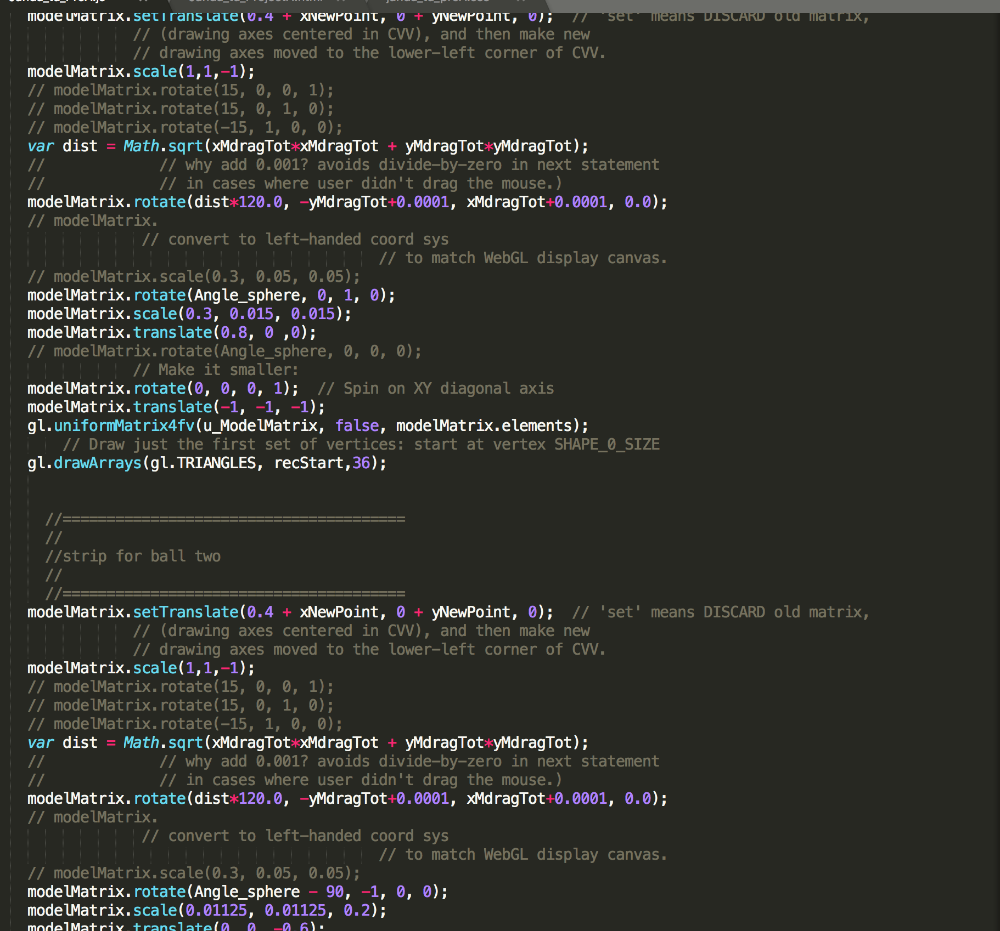 modelMatrix.setTranslate(0.4 + xNewPoint, 0 + yNewPoint, 0);  // 'set' means DISCARD old matrix,
// (drawing axes centered in CVV), and then make new
// drawing axes moved to the lower-left corner of CVV.
modelMatrix.scale(1,1,-1);
// modelMatrix.rotate(15, 0, 0, 1);
// modelMatrix.rotate(15, 0, 1, 0);
// modelMatrix.rotate(-15, 1, 0, 0);
var dist = Math.sqrt(xMdragTot*xMdragTot + yMdragTot*yMdragTot);
//             // why add 0.001? avoids divide-by-zero in next statement
//             // in cases where user didn't drag the mouse.)
modelMatrix.rotate(dist*120.0, -yMdragTot+0.0001, xMdragTot+0.0001, 0.0);
// modelMatrix.
// convert to left-handed coord sys
// to match WebGL display canvas.
// modelMatrix.scale(0.3, 0.05, 0.05);
modelMatrix.rotate(Angle_sphere, 0, 1, 0);
modelMatrix.scale(0.3, 0.015, 0.015);
modelMatrix.translate(0.8, 0 ,0);
// modelMatrix.rotate(Angle_sphere, 0, 0, 0);
// Make it smaller:
modelMatrix.rotate(0, 0, 0, 1);  // Spin on XY diagonal axis
modelMatrix.translate(-1, -1, -1);
gl.uniformMatrix4fv(u_ModelMatrix, false, modelMatrix.elements);
// Draw just the first set of vertices: start at vertex SHAPE_0_SIZE
gl.drawArrays(gl.TRIANGLES, recStart,36);
//=======================================
//
//strip for ball two
//
//=======================================
modelMatrix.setTranslate(0.4 + xNewPoint, 0 + yNewPoint, 0);  // 'set' means DISCARD old matrix,
// (drawing axes centered in CVV), and then make new
// drawing axes moved to the lower-left corner of CVV.
modelMatrix.scale(1,1,-1);
// modelMatrix.rotate(15, 0, 0, 1);
// modelMatrix.rotate(15, 0, 1, 0);
// modelMatrix.rotate(-15, 1, 0, 0);
var dist = Math.sqrt(xMdragTot*xMdragTot + yMdragTot*yMdragTot);
//             // why add 0.001? avoids divide-by-zero in next statement
//             // in cases where user didn't drag the mouse.)
modelMatrix.rotate(dist*120.0, -yMdragTot+0.0001, xMdragTot+0.0001, 0.0);
// modelMatrix.
// convert to left-handed coord sys
// to match WebGL display canvas.
// modelMatrix.scale(0.3, 0.05, 0.05);
modelMatrix.rotate(Angle_sphere - 90, -1, 0, 0);
modelMatrix.scale(0.01125, 0.01125, 0.2);
modelMatrix.translate(0, 0, -0.6);